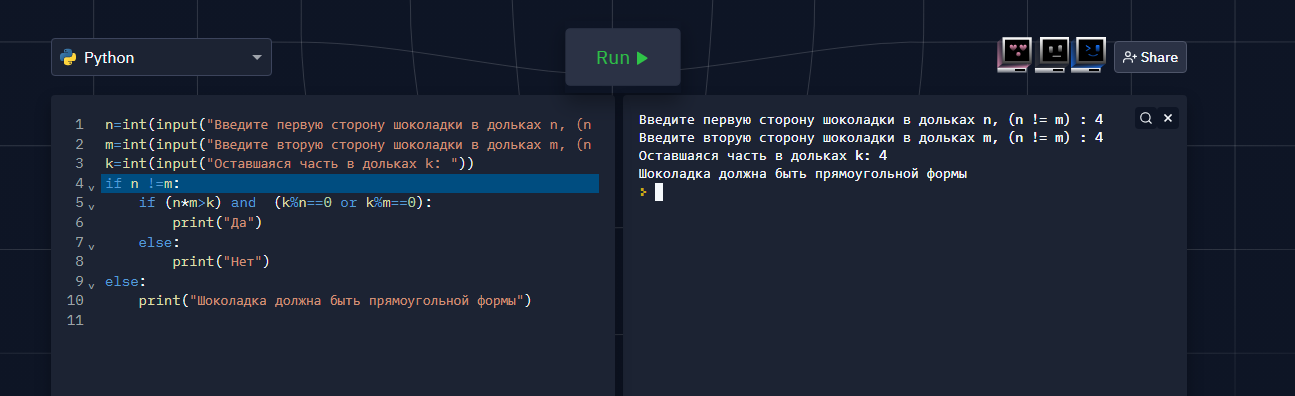 Python
Run
Share
1 n=int(input("Введите первую сторону шоколадки в дольках n, (n
2 m=int(input("Введите вторую сторону шоколадки в дольках m, (n
3 k=int(input("Оставшаяся часть в дольках k: "))
4 if n !=m:
5 if (n*m>k) and  (k%n==0 or k%m==0):
6 print("Да")
7 else:
8 print("Нет")
9 else:
10 print("Шоколадка должна быть прямоугольной формы")
11
Введите первую сторону шоколадки в дольках n, (n != m) : 4
Введите вторую сторону шоколадки в дольках m, (n != m) : 4
Оставшаяся часть в дольках k: 4
Шоколадка должна быть прямоугольной формы